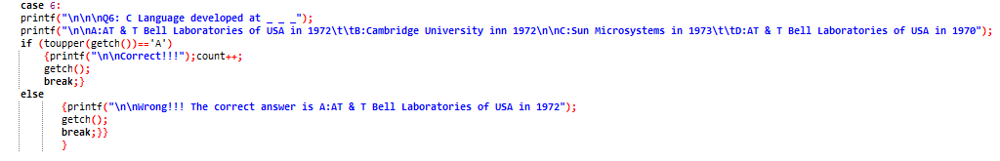 case 6:
printf("\n\n\nQ6: C Language developed at _ _ _");
printf("\n\nA:AT & T Bell Laboratories of USA in 1972\t\tB:Cambridge University inn 1972\n\nC:Sun Microsystems in 1973\t\tD:AT & T Bell Laboratories of USA in 1970");
if (toupper(getch())=='A')
{printf("\n\nCorrect!!!");count++;
getch();
break;}
else
{printf("\n\nWrong!!! The correct answer is A:AT & T Bell Laboratories of USA in 1972");
getch();
break;}}
}